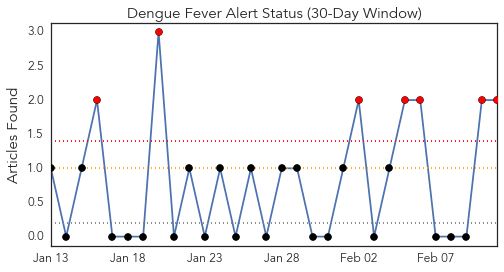 Dengue Fever Alert Status (30-Day Window)
Articles Found
3.0
2.5
2.0
1.5
1.0
0.5
0.0
Jan 13 Jan 18 Jan 23 Jan 28 Feb 02 Feb 07